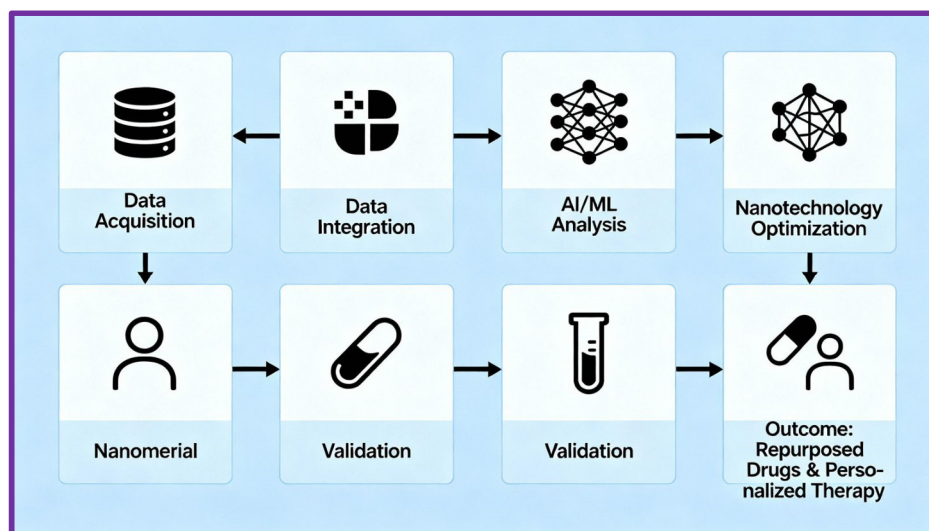 Data
Acquisition
Data
Integration
AI/ML
Analysis
Nanotechnology
Optimization
Nanomerial
Validation
Validation
Outcome:
Repurposed
Drugs & Perso-
nalized Therapy